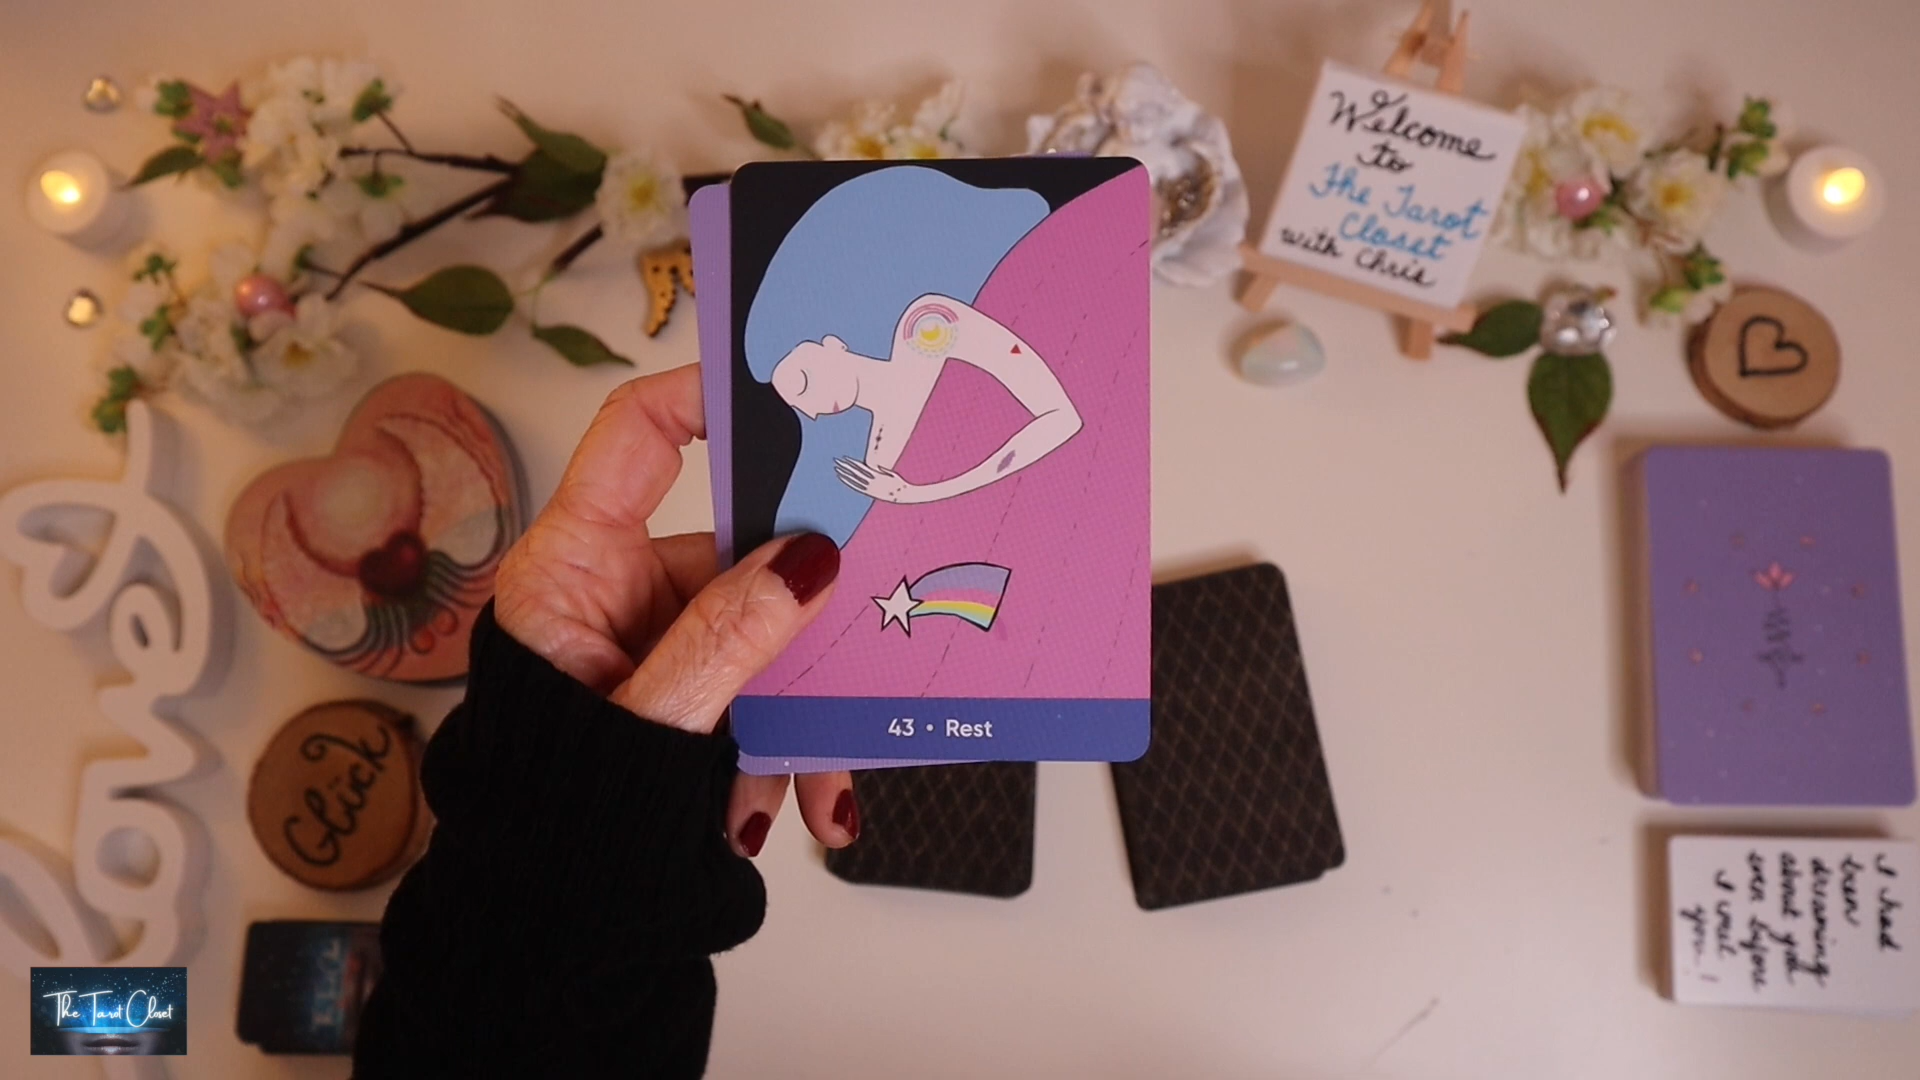 Welcome
to
The Tarot
Closet
with Chris
43 • Rest
Glück
I had
been
dreaming
about you
even before
I met
you!
The Tarot Closet